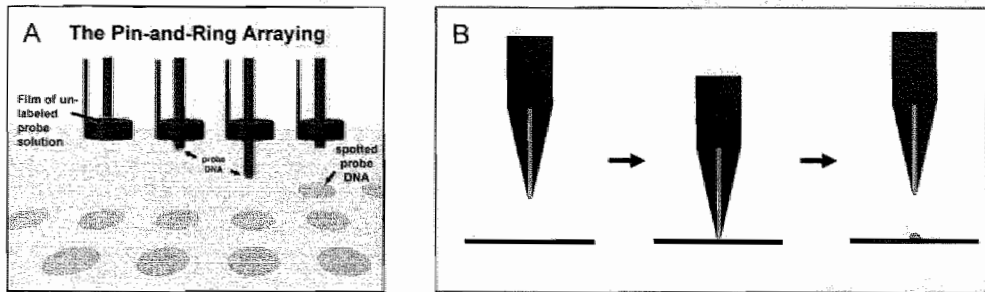 A The Pin-and-Ring Arraying
Film of un-
labeled
probe
solution
probe
DNA
spotted
probe
DNA
B